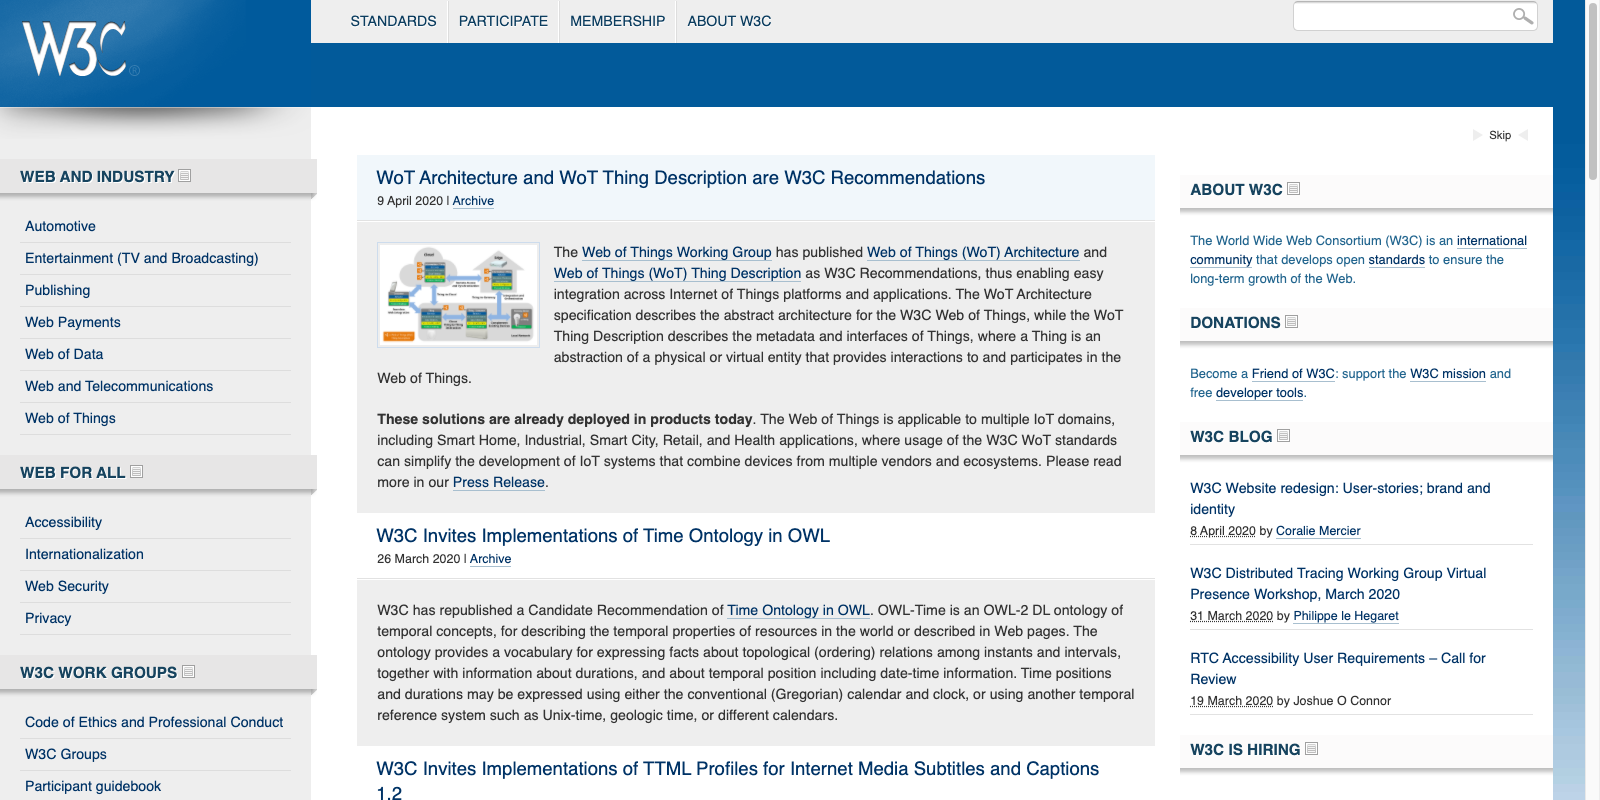 W3C
STANDARDS
PARTICIPATE
MEMBERSHIP
ABOUT W3C
Skip
WEB AND INDUSTRY
Automotive
Entertainment (TV and Broadcasting)
Publishing
Web Payments
Web of Data
Web and Telecommunications
Web of Things
WEB FOR ALL
Accessibility
Internationalization
Web Security
Privacy
W3C WORK GROUPS
Code of Ethics and Professional Conduct
W3C Groups
Participant guidebook
WoT Architecture and WoT Thing Description are W3C Recommendations
9 April 2020 | Archive
The Web of Things Working Group has published Web of Things (WoT) Architecture and
Web of Things (WoT) Thing Description as W3C Recommendations, thus enabling easy
integration across Internet of Things platforms and applications. The WoT Architecture
specification describes the abstract architecture for the W3C Web of Things, while the WoT
Thing Description describes the metadata and interfaces of Things, where a Thing is an
abstraction of a physical or virtual entity that provides interactions to and participates in the
Web of Things.
These solutions are already deployed in products today. The Web of Things is applicable to multiple IoT domains,
including Smart Home, Industrial, Smart City, Retail, and Health applications, where usage of the W3C WoT standards
can simplify the development of IoT systems that combine devices from multiple vendors and ecosystems. Please read
more in our Press Release.
W3C Invites Implementations of Time Ontology in OWL
26 March 2020 | Archive
W3C has republished a Candidate Recommendation of Time Ontology in OWL. OWL-Time is an OWL-2 DL ontology of
temporal concepts, for describing the temporal properties of resources in the world or described in Web pages. The
ontology provides a vocabulary for expressing facts about topological (ordering) relations among instants and intervals,
together with information about durations, and about temporal position including date-time information. Time positions
and durations may be expressed using either the conventional (Gregorian) calendar and clock, or using another temporal
reference system such as Unix-time, geologic time, or different calendars.
W3C Invites Implementations of TTML Profiles for Internet Media Subtitles and Captions
1.2
ABOUT W3C
The World Wide Web Consortium (W3C) is an international
community that develops open standards to ensure the
long-term growth of the Web.
DONATIONS
Become a Friend of W3C: support the W3C mission and
free developer tools.
W3C BLOG
W3C Website redesign: User-stories; brand and
identity
8 April 2020 by Coralie Mercier
W3C Distributed Tracing Working Group Virtual
Presence Workshop, March 2020
31 March 2020 by Philippe le Hegaret
RTC Accessibility User Requirements – Call for
Review
19 March 2020 by Joshue O Connor
W3C IS HIRING